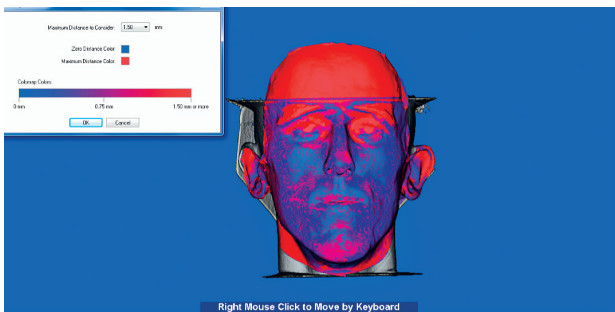 Maximum Distance to Consider: 1.50 mm
Zero Distance Color:
Maximum Distance Color:
Colormap Colors:
0 mm 0.75 mm 1.50 mm or more
OK Cancel
Right Mouse Click to Move by Keyboard